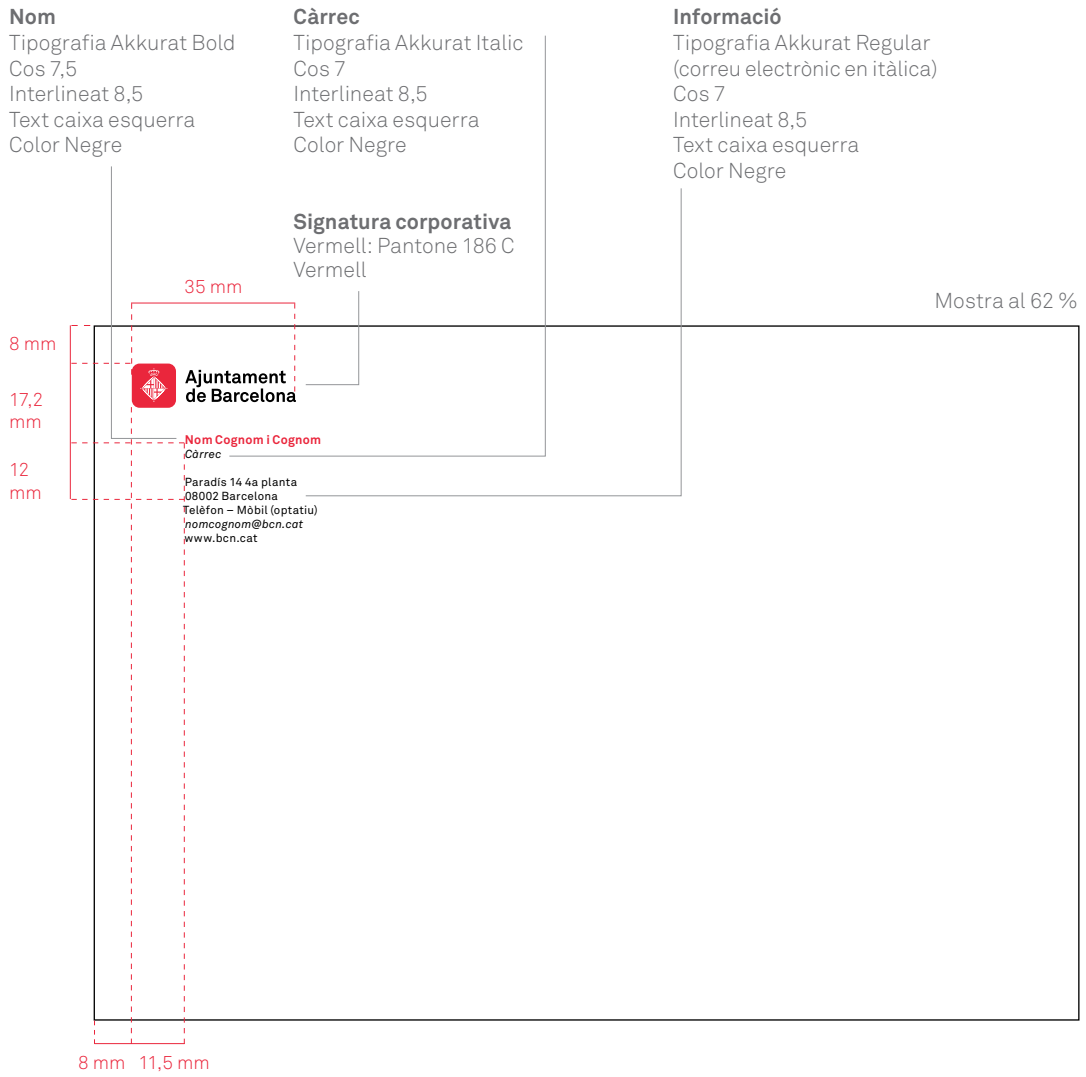 Nom
Tipografia Akkurat Bold
Cos 7,5
Interlineat 8,5
Text caixa esquerra
Color Negre
Càrrec
Tipografia Akkurat Italic
Cos 7
Interlineat 8,5
Text caixa esquerra
Color Negre
Informació
Tipografia Akkurat Regular
(correu electrònic en itàlica)
Cos 7
Interlineat 8,5
Text caixa esquerra
Color Negre
Signatura corporativa
Vermell: Pantone 186 C
Vermell
35 mm
Mostra al 62 %
8 mm
17,2
mm
12
mm
Ajuntament
de Barcelona
Nom Cognom i Cognom
Càrrec
Paradís 14 4a planta
08002 Barcelona
Telèfon – Mòbil (optatiu)
nomcognom@bcn.cat
www.bcn.cat
8 mm 11,5 mm